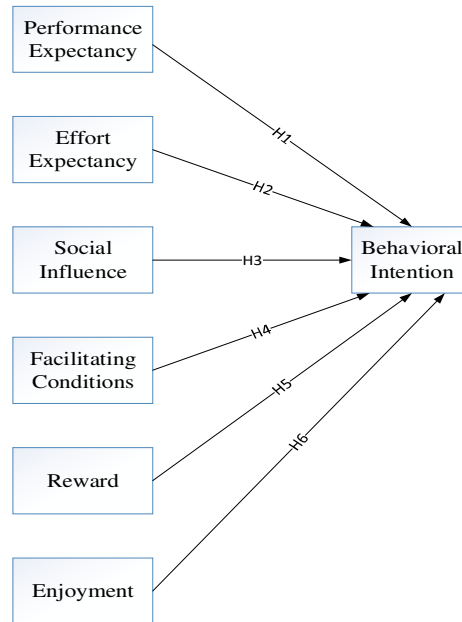 Performance
Expectancy
H1
Effort
Expectancy
H2
Social
Influence
H3
Behavioral
Intention
Facilitating
Conditions
H4
Reward
H5
Enjoyment
H6